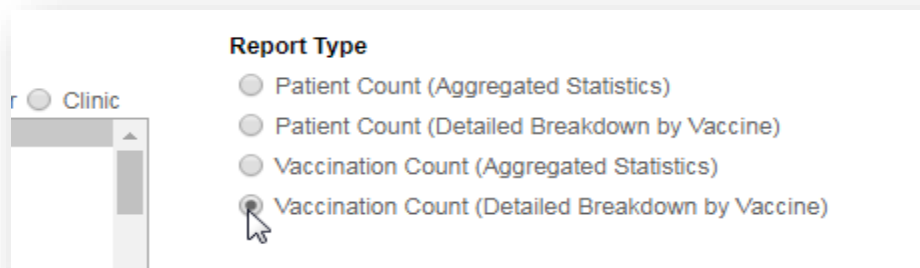 Report Type
Patient Count (Aggregated Statistics)
r Clinic
Patient Count (Detailed Breakdown by Vaccine)
Vaccination Count (Aggregated Statistics)
Vaccination Count (Detailed Breakdown by Vaccine)